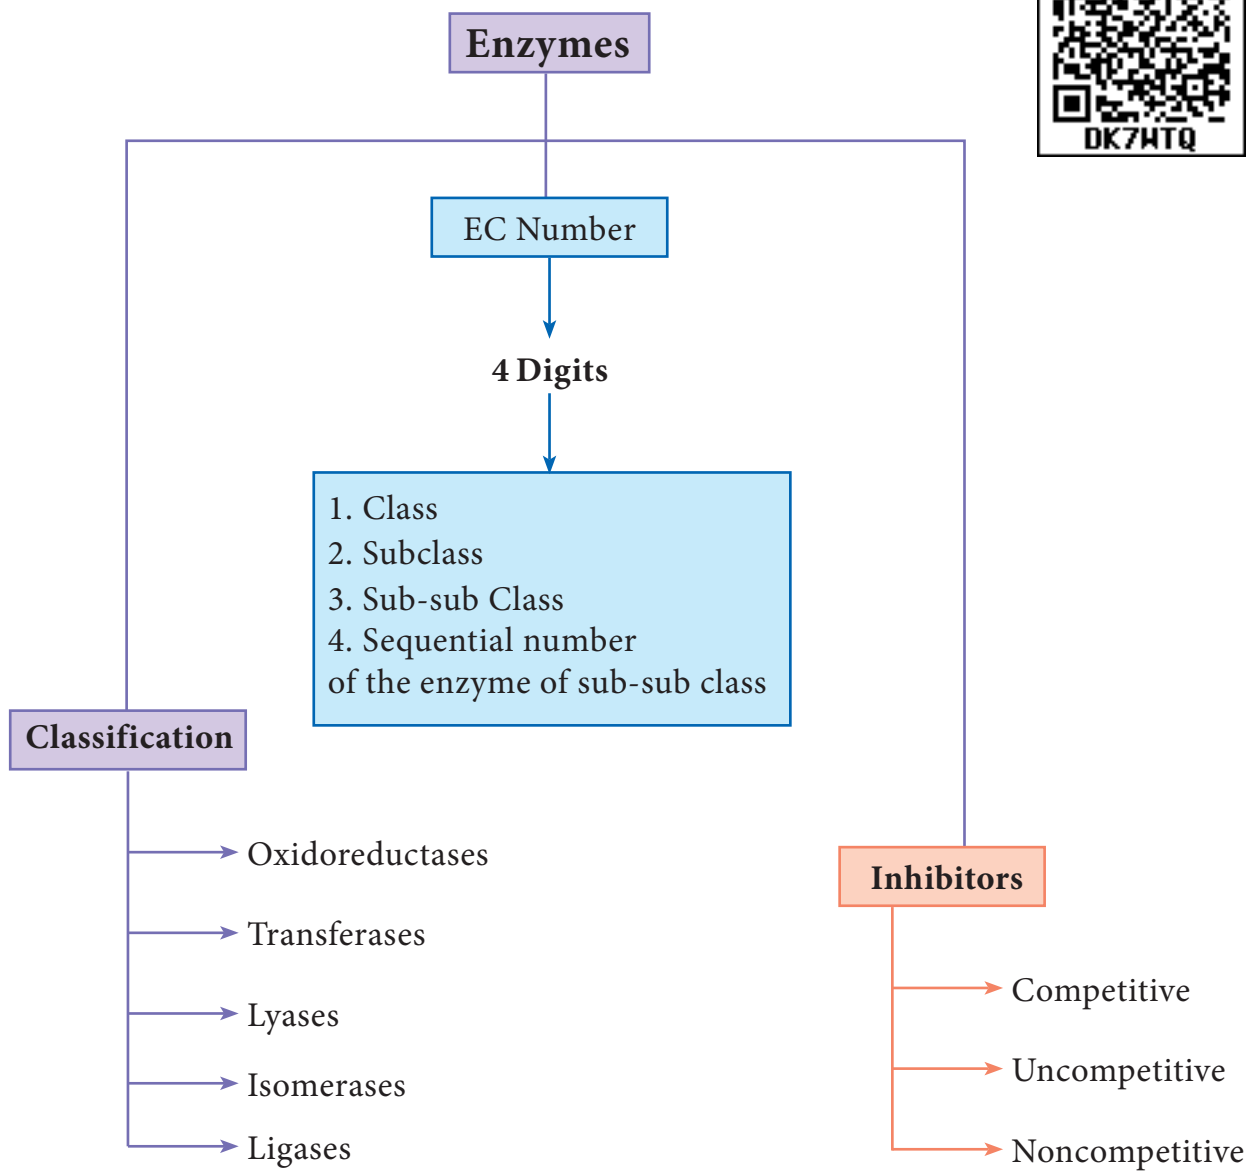 Enzymes
DK7WTQ
EC Number
4 Digits
1. Class
2. Subclass
3. Sub-sub Class
4. Sequential number
of the enzyme of sub-sub class
Classification
Oxidoreductases
Transferases
Lyases
Isomerases
Ligases
Inhibitors
Competitive
Uncompetitive
Noncompetitive